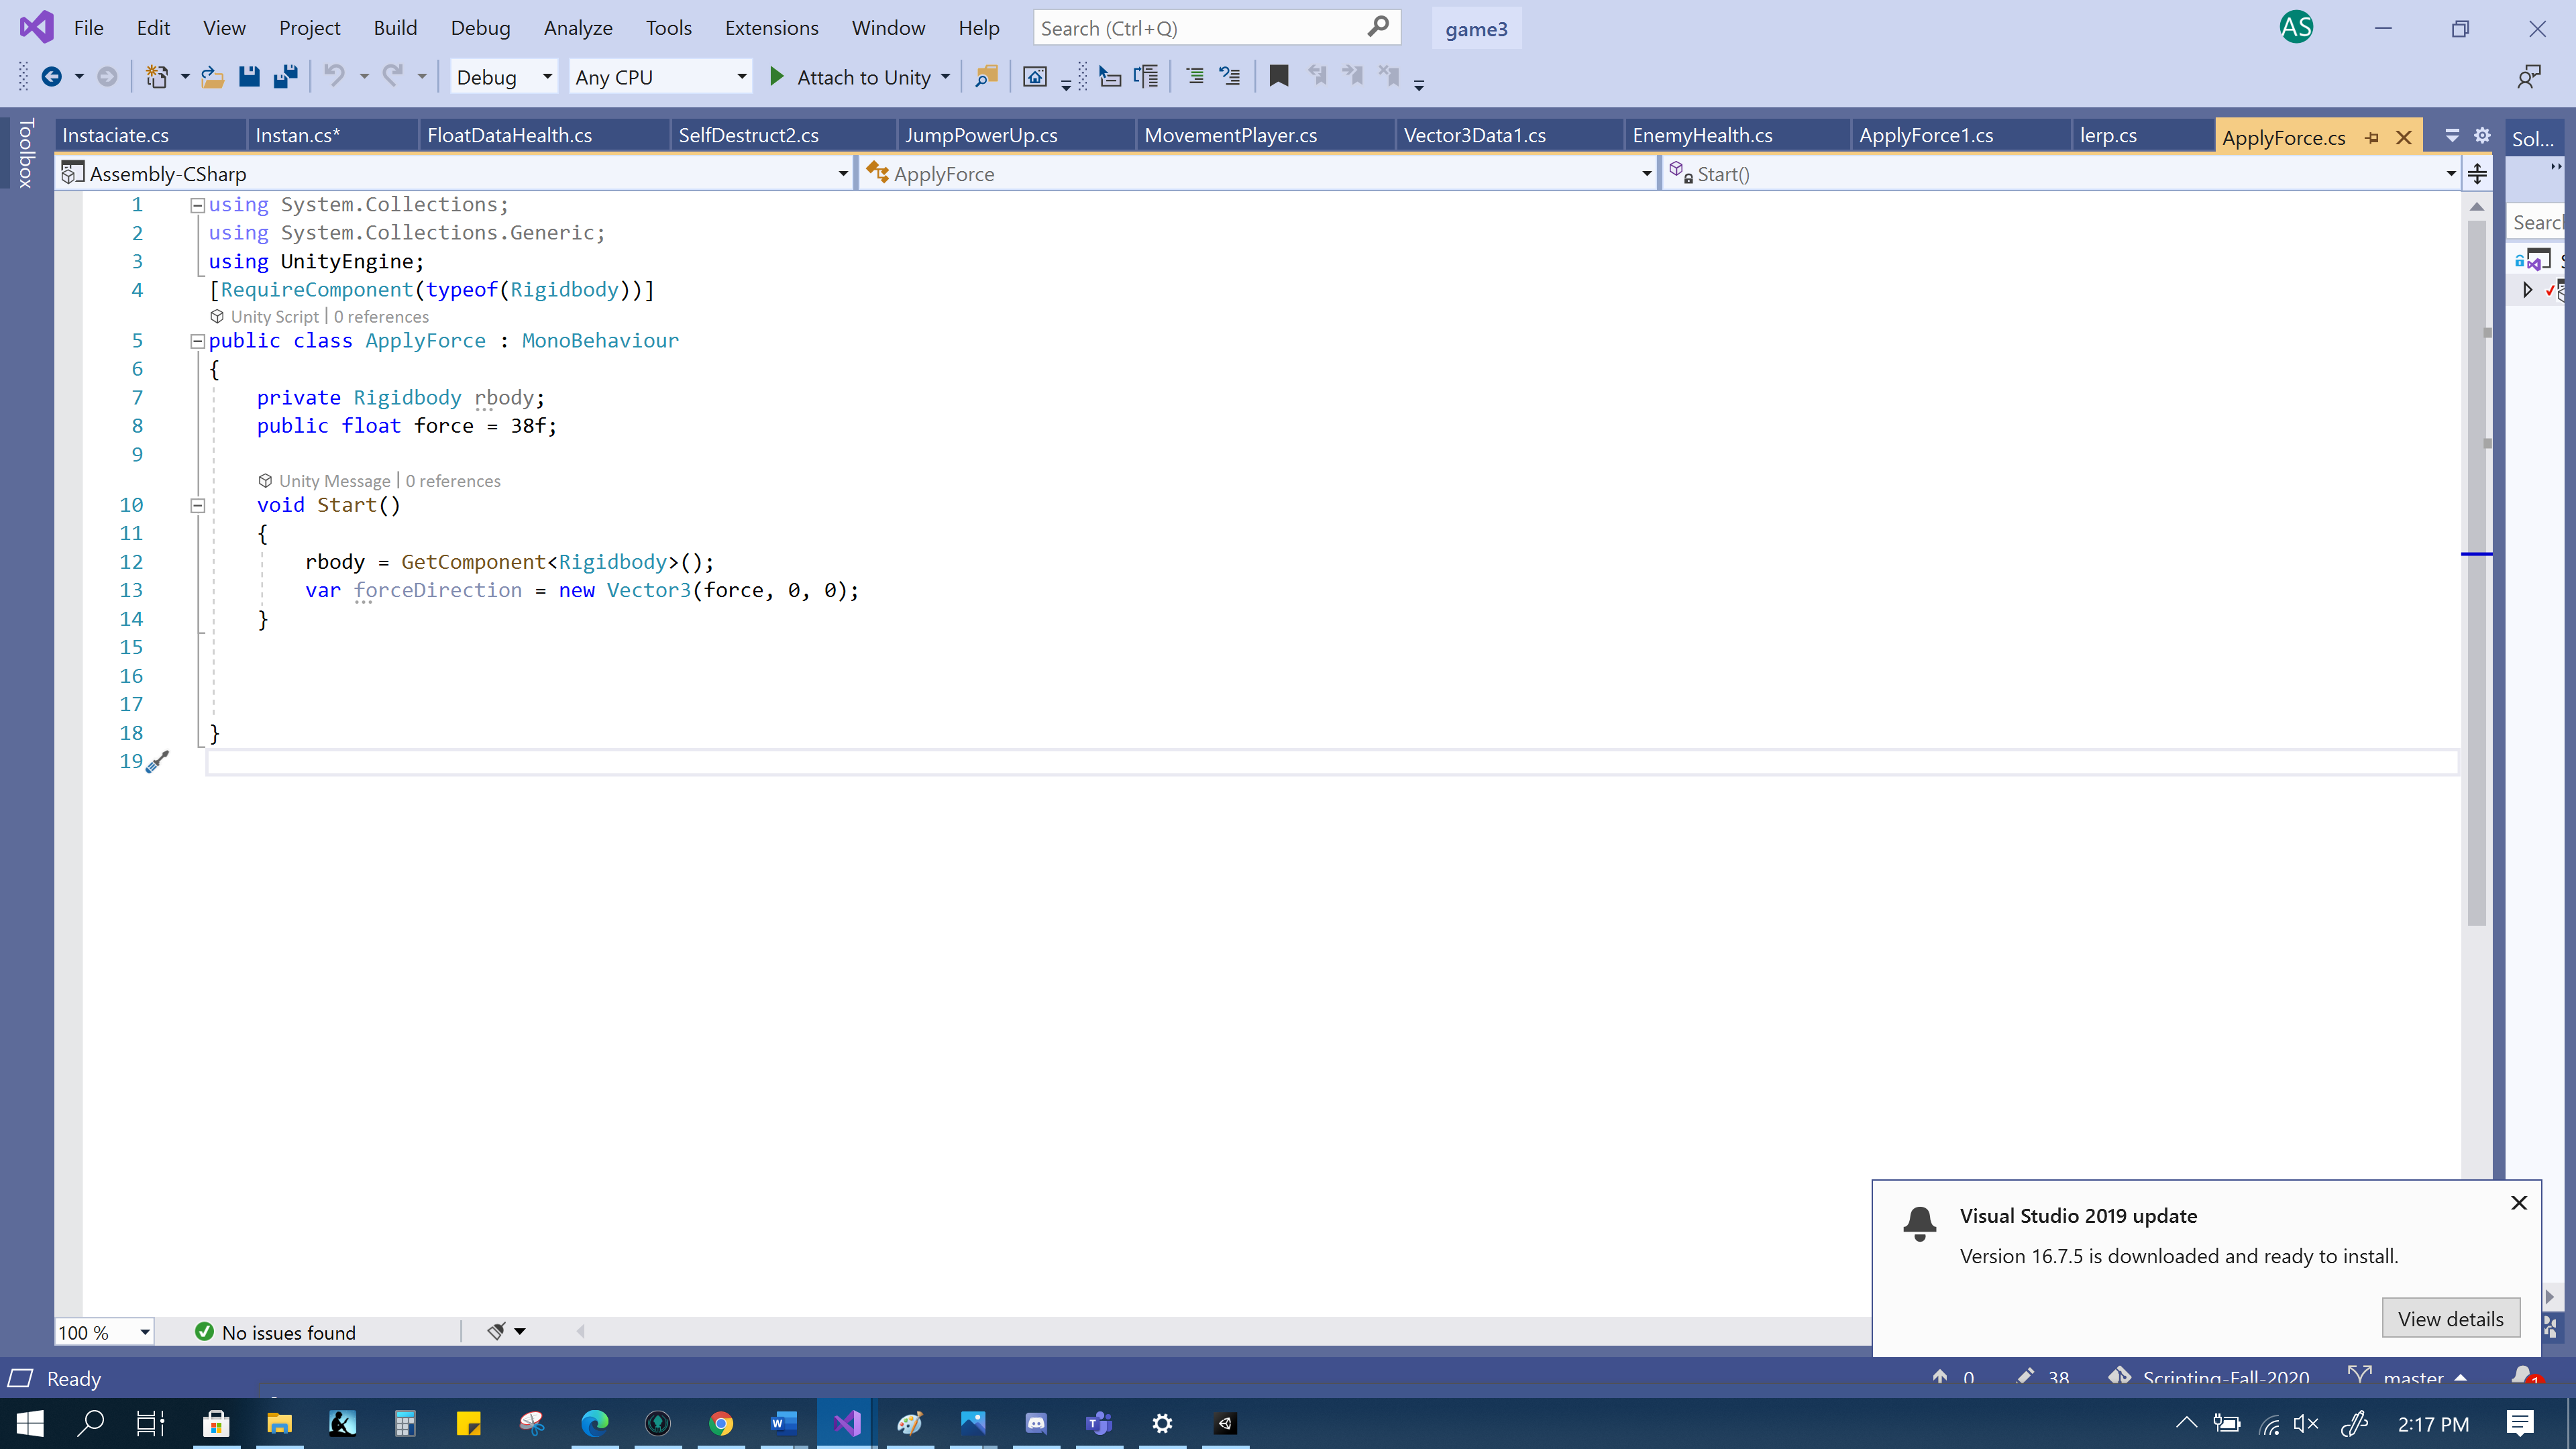 File Edit View Project Build Debug Analyze Tools Extensions Window Help Search (Ctrl+Q) game3 AS
Debug Any CPU Attach to Unity
Toolbox
Instaciate.cs Instan.cs* FloatDataHealth.cs SelfDestruct2.cs JumpPowerUp.cs MovementPlayer.cs Vector3Data1.cs EnemyHealth.cs ApplyForce1.cs lerp.cs ApplyForce.cs Sol...
Assembly-CSharp ApplyForce Start()
Searc
1 using System.Collections;
2 using System.Collections.Generic;
3 using UnityEngine;
4 [RequireComponent(typeof(Rigidbody))]
Unity Script | 0 references
5 public class ApplyForce : MonoBehaviour
6 {
7 private Rigidbody rbody;
8 public float force = 38f;
9
Unity Message | 0 references
10 void Start()
11 {
12 rbody = GetComponent<Rigidbody>();
13 var forceDirection = new Vector3(force, 0, 0);
14 }
15
16
17
18 }
19
Visual Studio 2019 update
Version 16.7.5 is downloaded and ready to install.
View details
100 % No issues found
Ready 0 38 Scripting-Fall-2020 master 1
2:17 PM